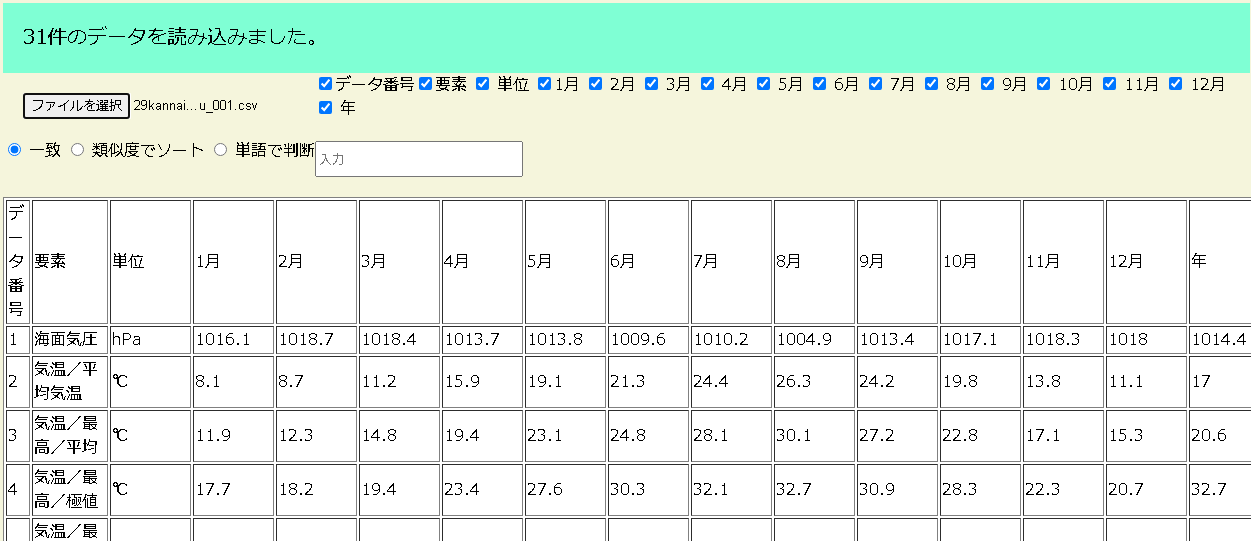 31件のデータを読み込みました。
データ番号 要素 単位 1月 2月 3月 4月 5月 6月 7月 8月 9月 10月 11月 12月
ファイルを選択 29kannai...u_001.csv
年
一致 類似度でソート 単語で判断 入力
データ番号 要素 単位 1月 2月 3月 4月 5月 6月 7月 8月 9月 10月 11月 12月 年
1 海面気圧 hPa 1016.1 1018.7 1018.4 1013.7 1013.8 1009.6 1010.2 1004.9 1013.4 1017.1 1018.3 1018 1014.4
2 気温／平均気温 ℃ 8.1 8.7 11.2 15.9 19.1 21.3 24.4 26.3 24.2 19.8 13.8 11.1 17
3 気温／最高／平均 ℃ 11.9 12.3 14.8 19.4 23.1 24.8 28.1 30.1 27.2 22.8 17.1 15.3 20.6
4 気温／最高／極値 ℃ 17.7 18.2 19.4 23.4 27.6 30.3 32.1 32.7 30.9 28.3 22.3 20.7 32.7
気温／最